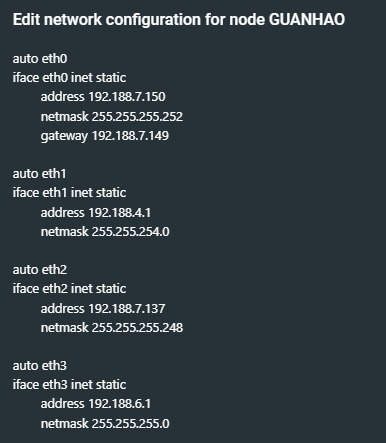 Edit network configuration for node GUANHAO
auto eth0
iface eth0 inet static
address 192.188.7.150
netmask 255.255.255.252
gateway 192.188.7.149
auto eth1
iface eth1 inet static
address 192.188.4.1
netmask 255.255.254.0
auto eth2
iface eth2 inet static
address 192.188.7.137
netmask 255.255.255.248
auto eth3
iface eth3 inet static
address 192.188.6.1
netmask 255.255.255.0